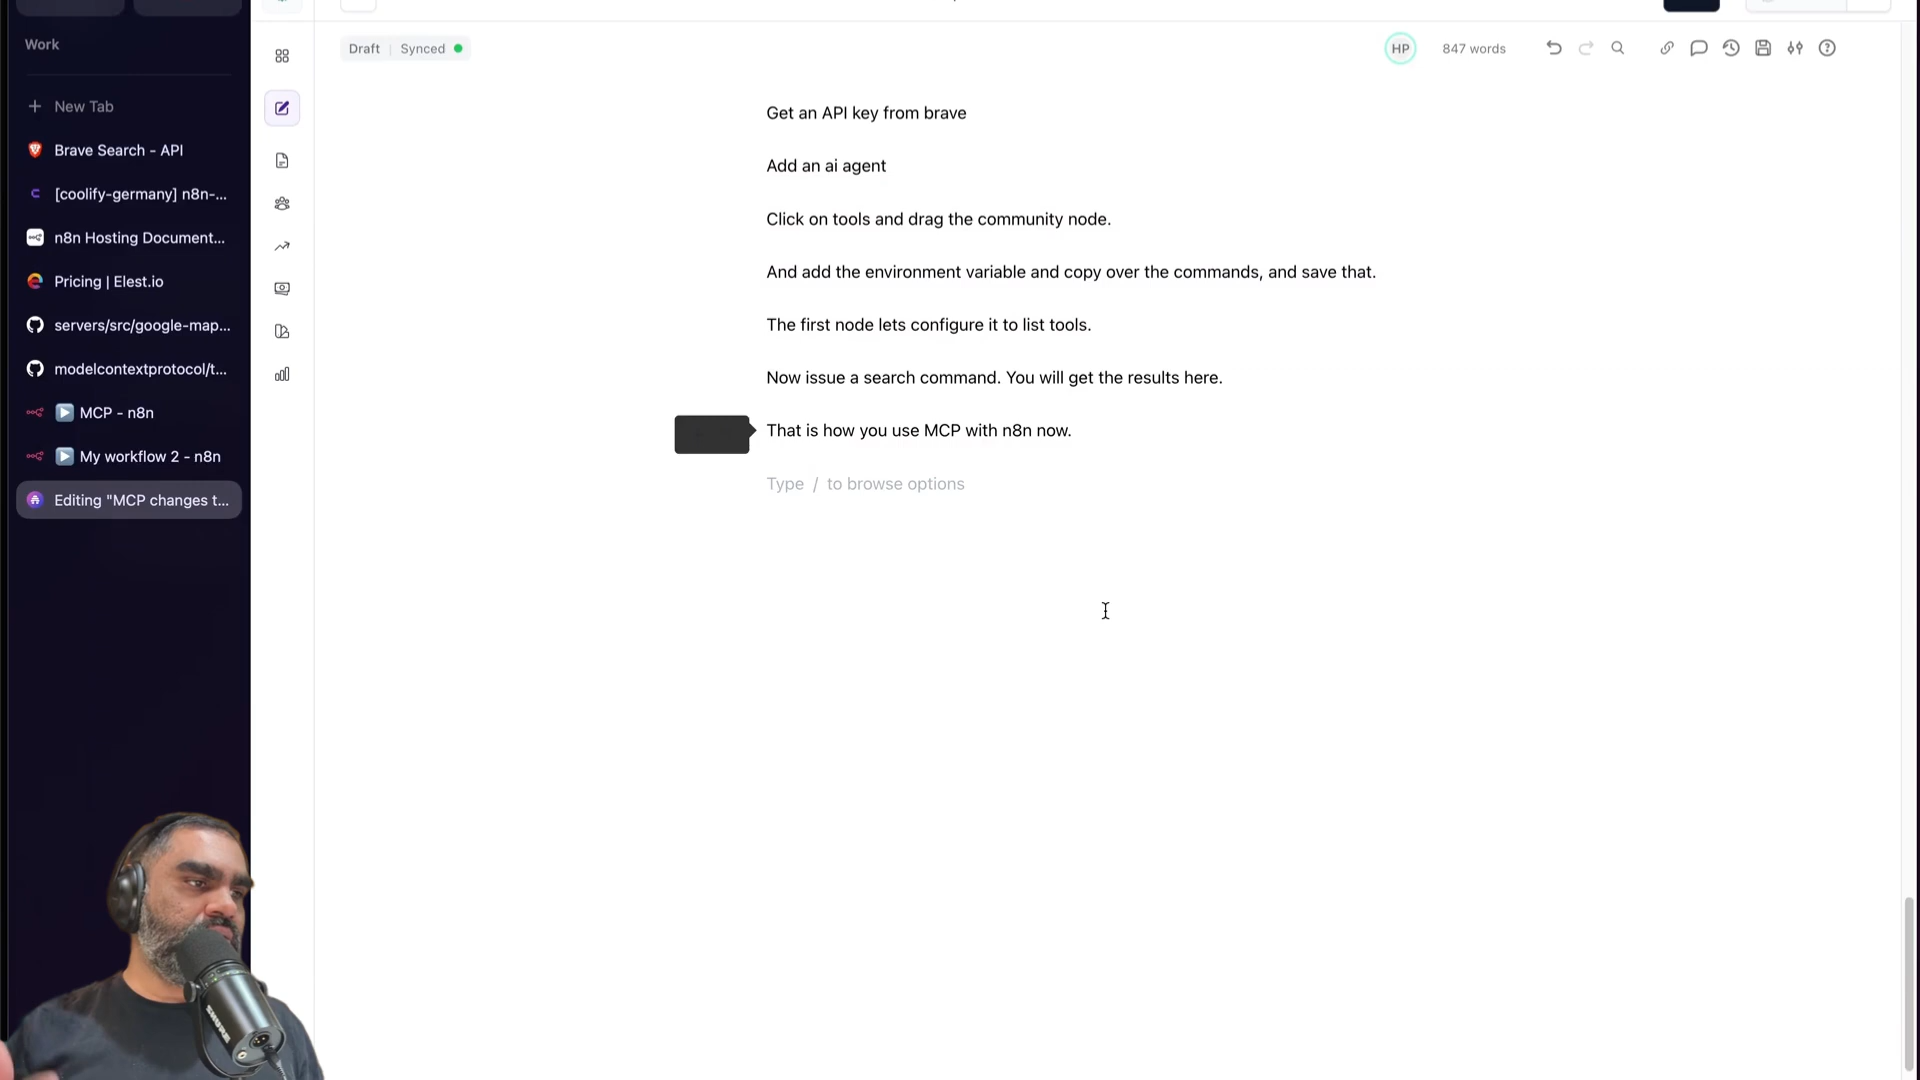 Work
New Tab
Brave Search - API
[coolify-germany] n8n-...
n8n Hosting Document...
Pricing | Elest.io
servers/src/google-map...
modelcontextprotocol/t...
MCP - n8n
My workflow 2 - n8n
Editing "MCP changes t...
Draft | Synced
HP
847 words
Get an API key from brave
Add an ai agent
Click on tools and drag the community node.
And add the environment variable and copy over the commands, and save that.
The first node lets configure it to list tools.
Now issue a search command. You will get the results here.
That is how you use MCP with n8n now.
Type / to browse options
SHURE